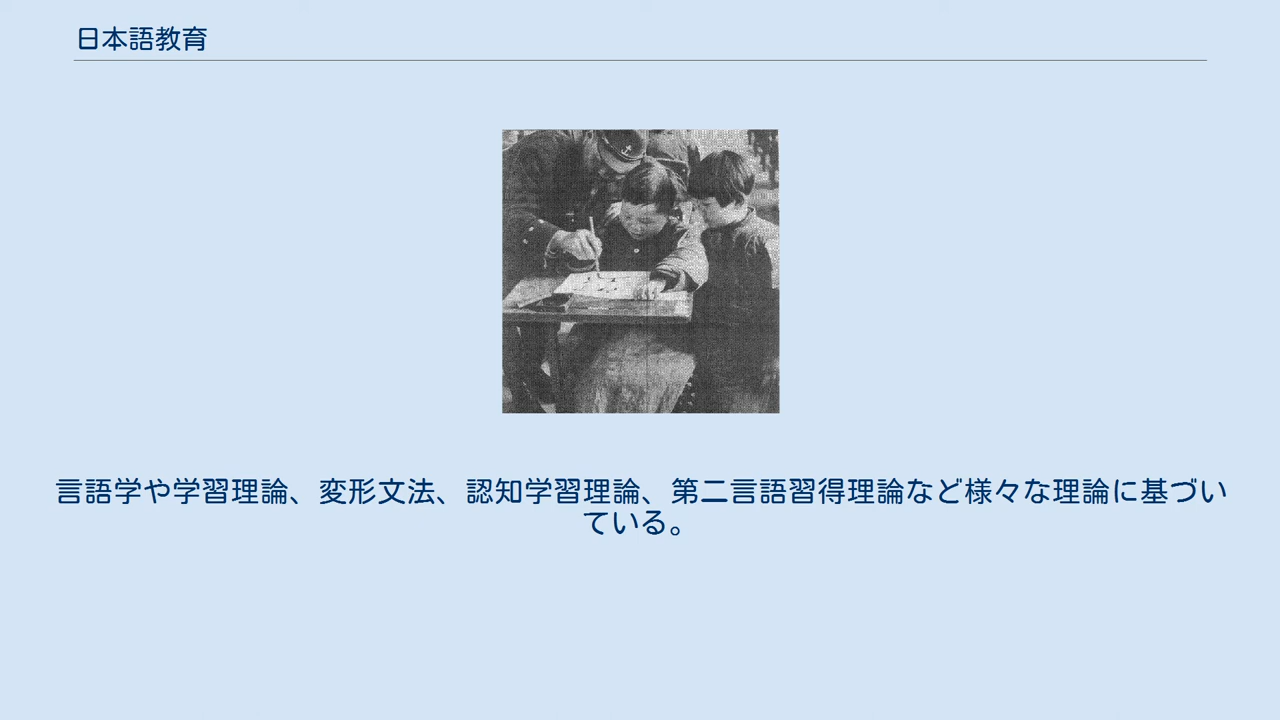 日本語教育
言語学や学習理論、変形文法、認知学習理論、第二言語習得理論など様々な理論に基づい
ている。